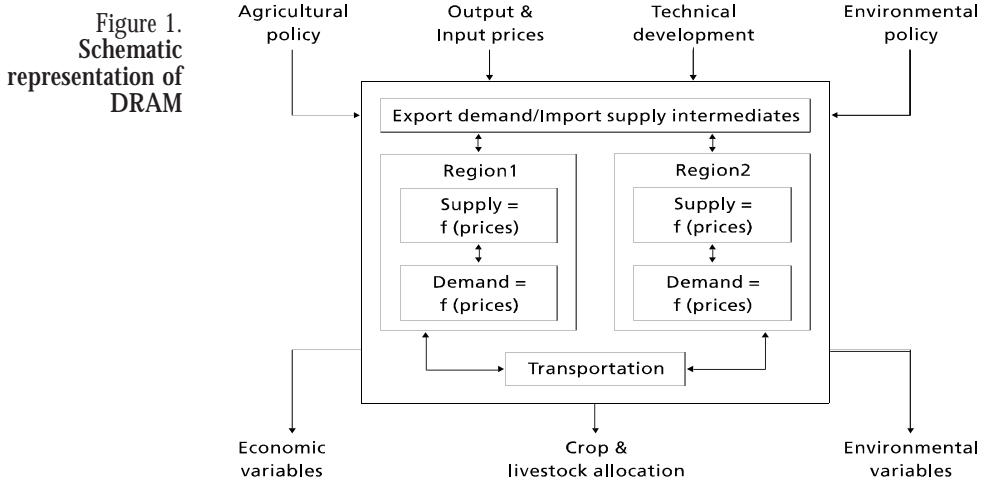 Figure 1.
Schematic
representation of
DRAM
Agricultural
policy
Output &
Input prices
Technical
development
Environmental
policy
Export demand/Import supply intermediates
Region1
Supply =
f (prices)
Demand =
f (prices)
Region2
Supply =
f (prices)
Demand =
f (prices)
Transportation
Economic
variables
Crop &
livestock allocation
Environmental
variables